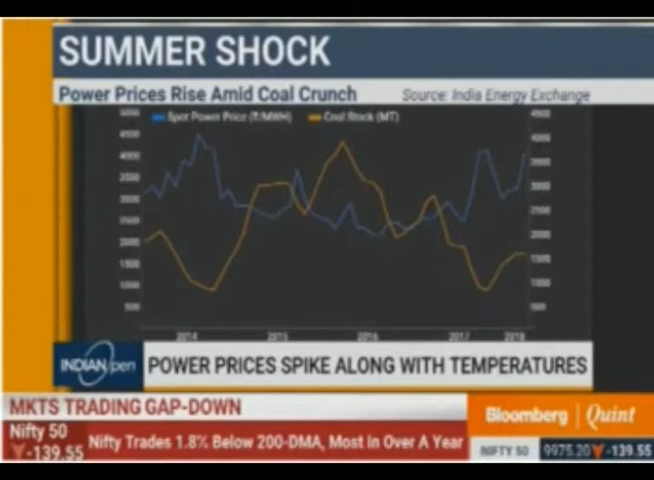 SUMMER SHOCK
Power Prices Rise Amid Coal Crunch Source: India Energy Exchange
Spot Power Price (₹/MWH) Coal Stock (MT)
5000 4500
4500 4000
4000 3500
3500 3000
3000 2500
2500 2000
2000 1500
1500 1000
1000 500
500
2014 2015 2016 2017 2018
INDIAN open POWER PRICES SPIKE ALONG WITH TEMPERATURES
MKTS TRADING GAP-DOWN
Bloomberg | Quint
Nifty 50
▼-139.55 Nifty Trades 1.8% Below 200-DMA, Most In Over A Year
NIFTY 50 9975.20▼-139.55